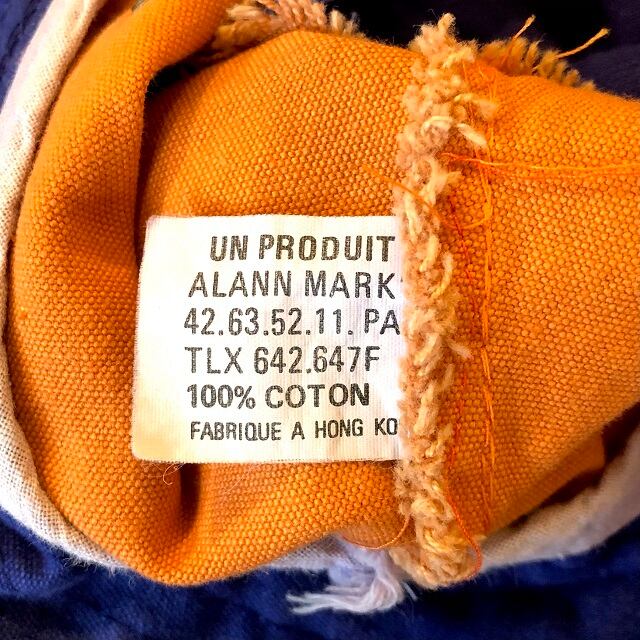 UN PRODUIT
ALANN MARK
42.63.52.11. PA
TLX 642.647F
100% COTON
FABRIQUE A HONG KO